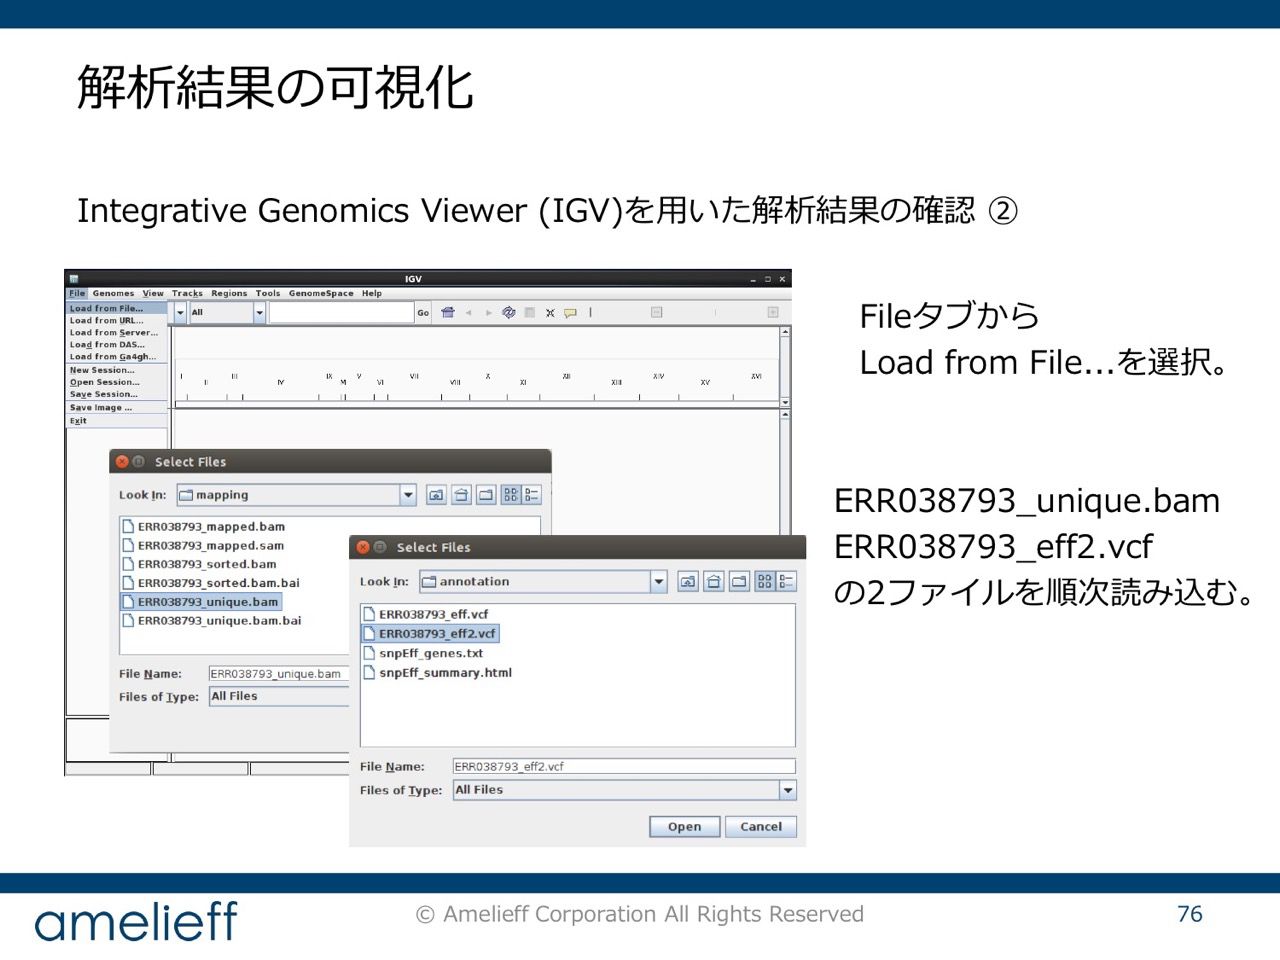 解析結果の可視化
Integrative Genomics Viewer (IGV)を用いた解析結果の確認 ②
IGV
File Genomes View Tracks Regions Tools GenomeSpace Help
Load from File...
Load from URL...
Load from Server...
Load from DAS...
Load from Ga4gh...
New Session...
Open Session...
Save Session...
Save Image ...
Exit
All
Go
I II III IV IX M V VI VII VIII X XI XII XIII XIV XV XVI
Select Files
Look In: mapping
ERR038793_mapped.bam
ERR038793_mapped.sam
ERR038793_sorted.bam
ERR038793_sorted.bam.bai
ERR038793_unique.bam
ERR038793_unique.bam.bai
File Name: ERR038793_unique.bam
Files of Type: All Files
Select Files
Look In: annotation
ERR038793_eff.vcf
ERR038793_eff2.vcf
snpEff_genes.txt
snpEff_summary.html
File Name: ERR038793_eff2.vcf
Files of Type: All Files
Open Cancel
Fileタブから
Load from File...を選択。
ERR038793_unique.bam
ERR038793_eff2.vcf
の2ファイルを順次読み込む。
amelieff
© Amelieff Corporation All Rights Reserved
76